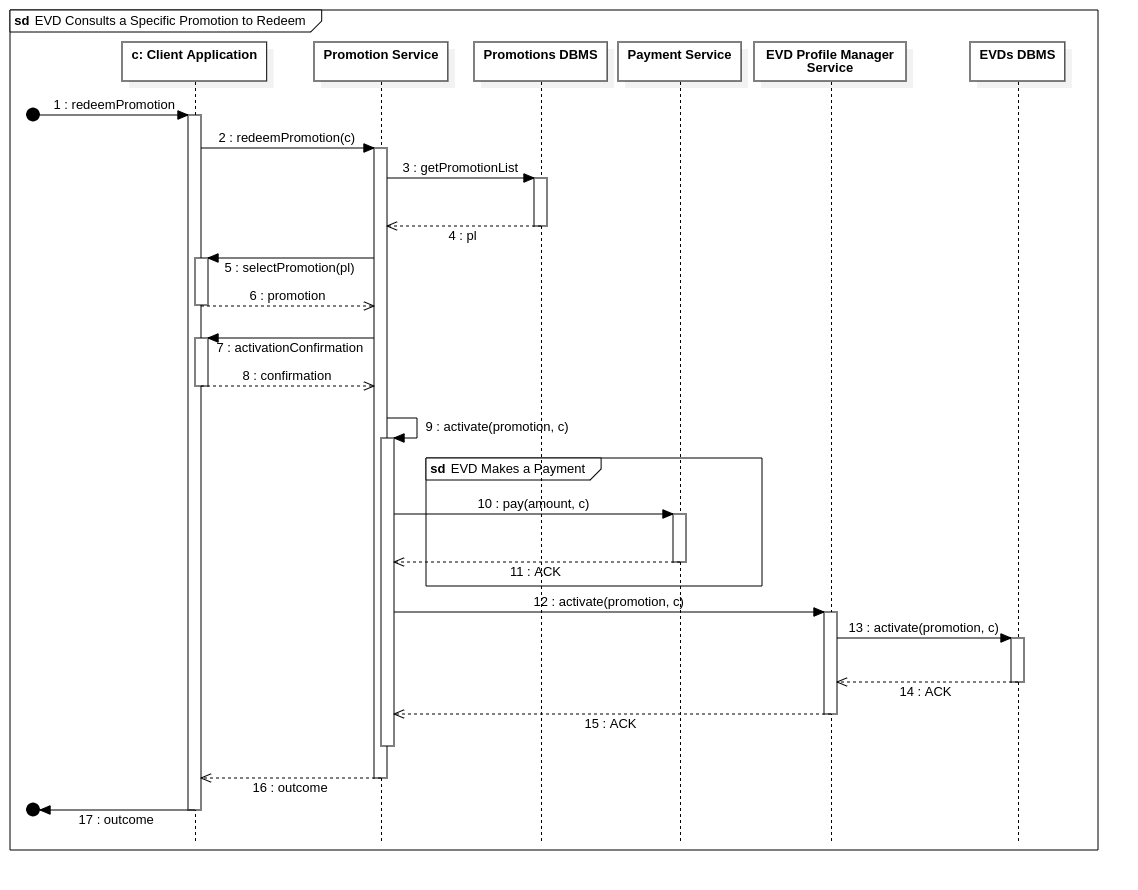 sd EVD Consults a Specific Promotion to Redeem
c: Client Application
Promotion Service
Promotions DBMS
Payment Service
EVD Profile Manager
Service
EVDs DBMS
1 : redeemPromotion
2 : redeemPromotion(c)
3 : getPromotionList
4 : pl
5 : selectPromotion(pl)
6 : promotion
7 : activationConfirmation
8 : confirmation
9 : activate(promotion, c)
sd EVD Makes a Payment
10 : pay(amount, c)
11 : ACK
12 : activate(promotion, c)
13 : activate(promotion, c)
14 : ACK
15 : ACK
16 : outcome
17 : outcome